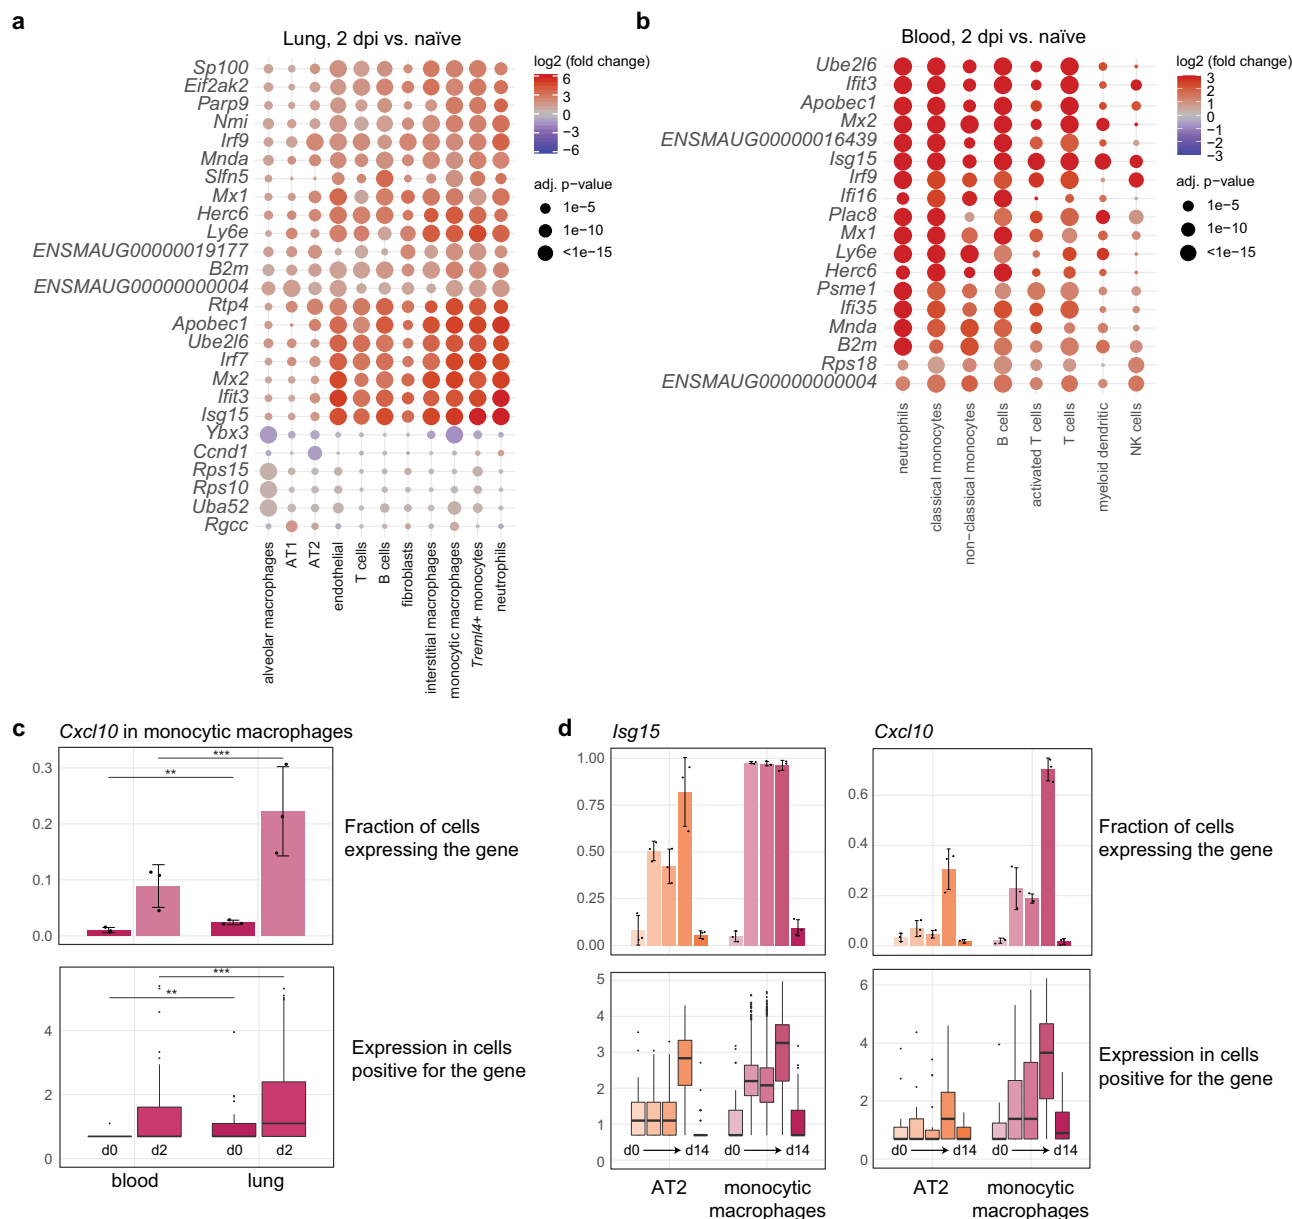 a
Lung, 2 dpi vs. naïve
Sp100
Eif2ak2
Parp9
Nmi
Irf9
Mnda
Slfn5
Mx1
Herc6
Ly6e
ENSMAUG00000019177
B2m
ENSMAUG00000000004
Rtp4
Apobec1
Ube2l6
Irf7
Mx2
Ifit3
Isg15
Ybx3
Ccnd1
Rps15
Rps10
Uba52
Rgcc
alveolar macrophages
AT1
AT2
endothelial
T cells
B cells
fibroblasts
interstitial macrophages
monocytic macrophages
Treml4+ monocytes
neutrophils
log2 (fold change)
6
3
0
−3
−6
adj. p−value
1e−5
1e−10
<1e−15
b
Blood, 2 dpi vs. naïve
Ube2l6
Ifit3
Apobec1
Mx2
ENSMAUG00000016439
Isg15
Irf9
Ifi16
Plac8
Mx1
Ly6e
Herc6
Psme1
Ifi35
Mnda
B2m
Rps18
ENSMAUG00000000004
neutrophils
classical monocytes
non−classical monocytes
B cells
activated T cells
T cells
myeloid dendritic
NK cells
log2 (fold change)
3
2
1
0
−1
−2
−3
adj. p−value
1e−5
1e−10
<1e−15
c
Cxcl10 in monocytic macrophages
***
**
0.3
0.2
0.1
0.0
Fraction of cells
expressing the gene
***
**
4
2
0
d0
d2
d0
d2
blood
lung
Expression in cells
positive for the gene
d
Isg15
1.00
0.75
0.50
0.25
0.00
5
4
3
2
1
0
d0
d14
d0
d14
AT2
monocytic
macrophages
Cxcl10
0.6
0.4
0.2
0.0
Fraction of cells
expressing the gene
6
4
2
0
d0
d14
d0
d14
AT2
monocytic
macrophages
Expression in cells
positive for the gene